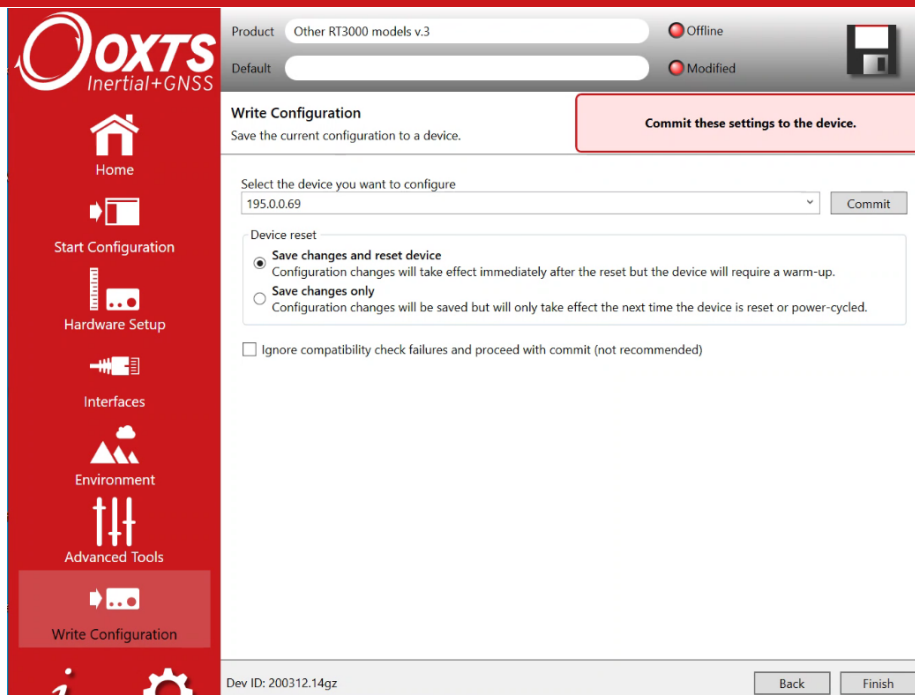 OXTS
Inertial+GNSS
Home
Start Configuration
Hardware Setup
Interfaces
Environment
Advanced Tools
Write Configuration
Product Other RT3000 models v.3 Offline
Default Modified
Write Configuration
Save the current configuration to a device.
Commit these settings to the device.
Select the device you want to configure
195.0.0.69 Commit
Device reset
Save changes and reset device
Configuration changes will take effect immediately after the reset but the device will require a warm-up.
Save changes only
Configuration changes will be saved but will only take effect the next time the device is reset or power-cycled.
Ignore compatibility check failures and proceed with commit (not recommended)
Dev ID: 200312.14gz Back Finish